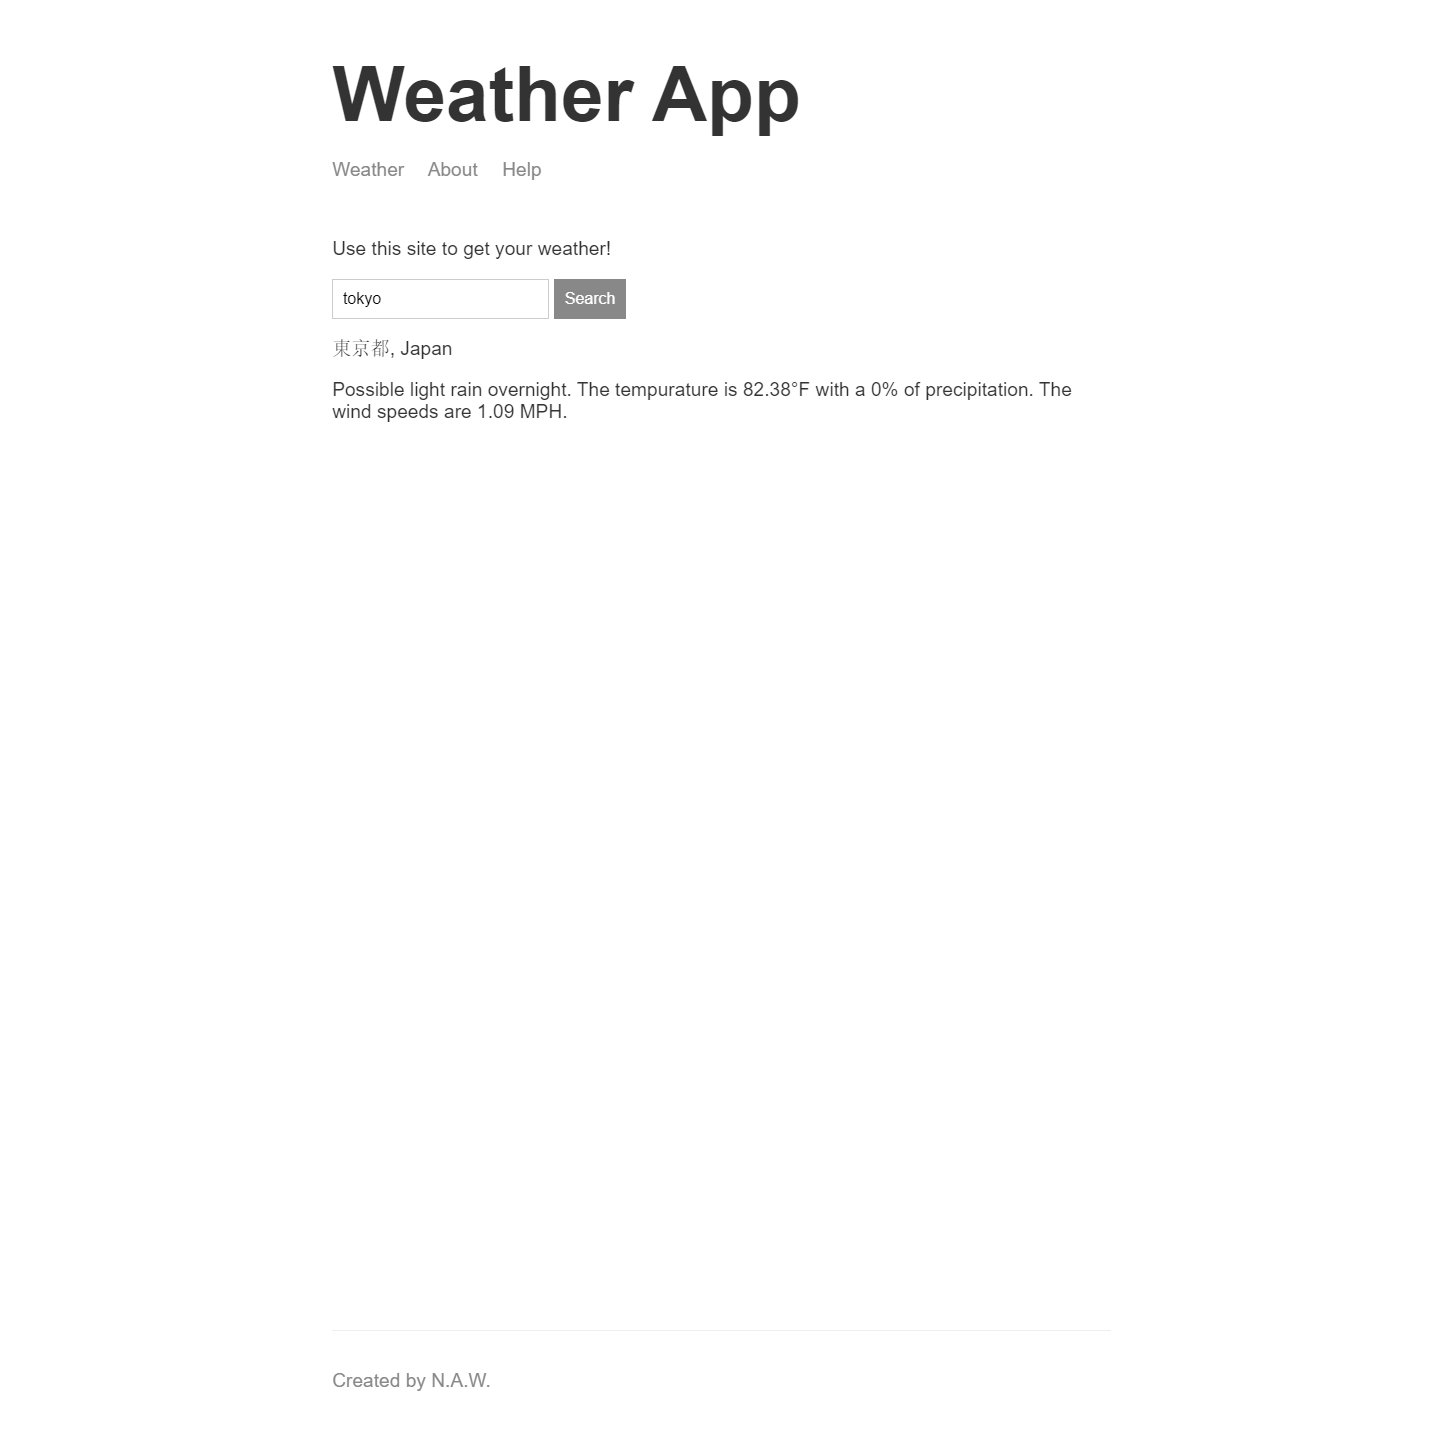 Weather App
Weather About Help
Use this site to get your weather!
tokyo Search
東京都, Japan
Possible light rain overnight. The tempurature is 82.38°F with a 0% of precipitation. The
wind speeds are 1.09 MPH.
Created by N.A.W.